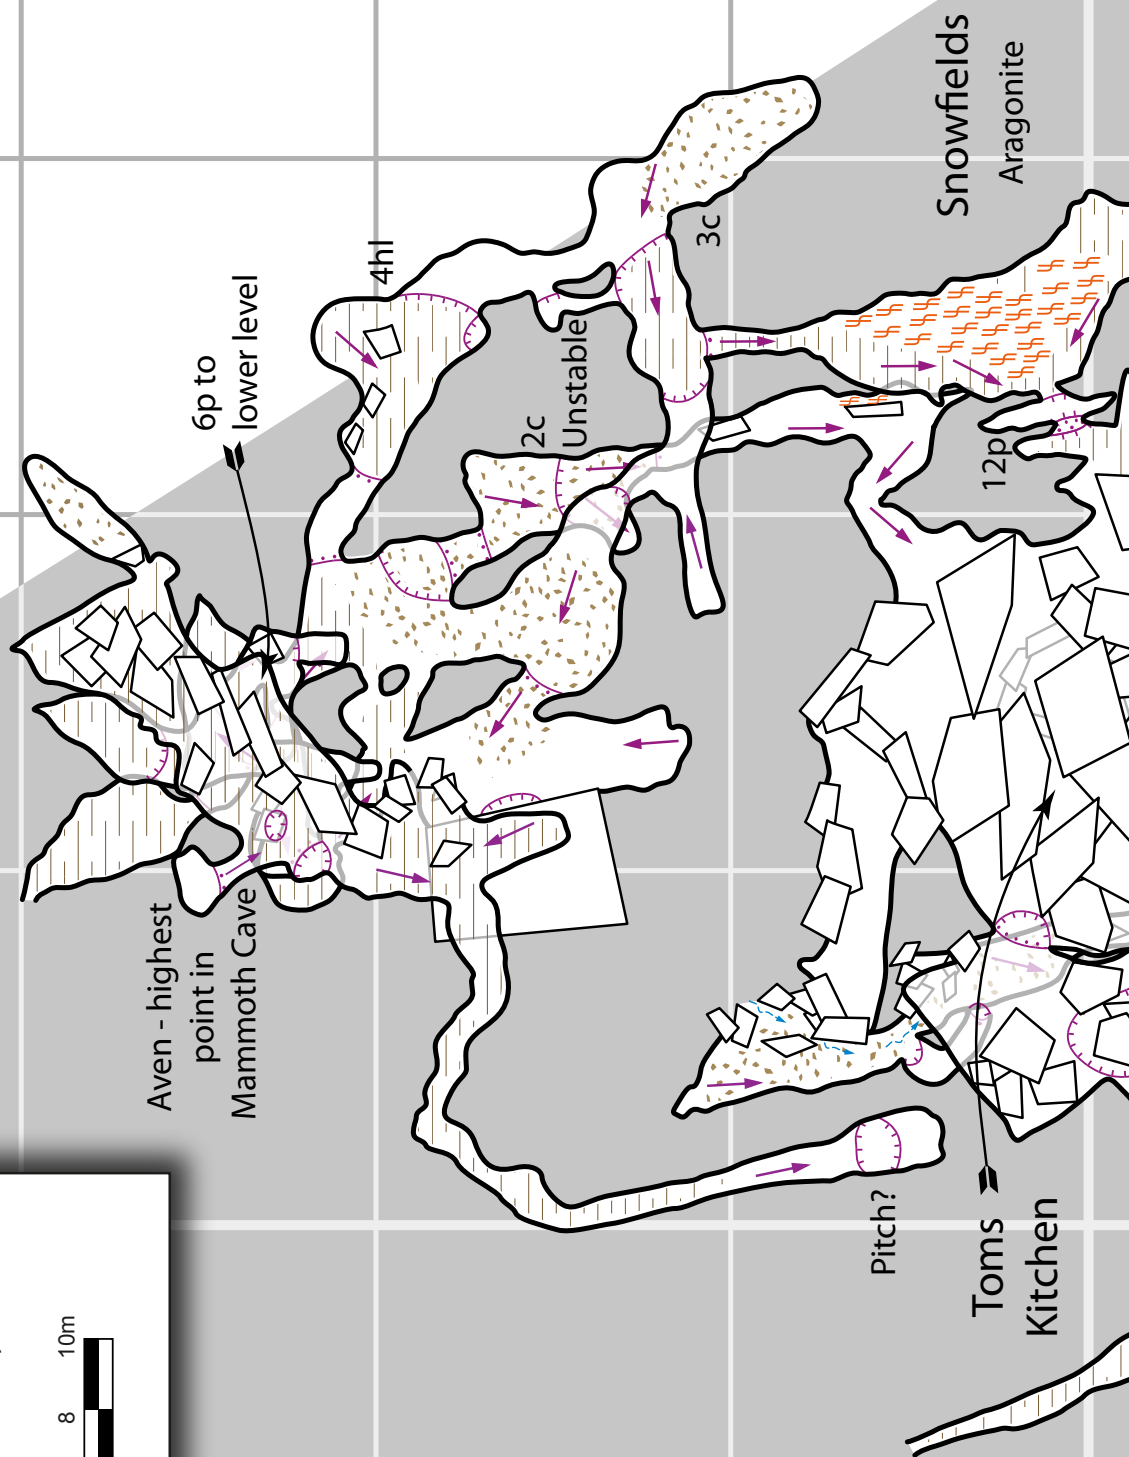 Snowfields
Aragonite
3c
4hl
6p to
lower level
2c
Unstable
12p
Aven - highest
point in
Mammoth Cave
Pitch?
Toms
Kitchen
8
10m